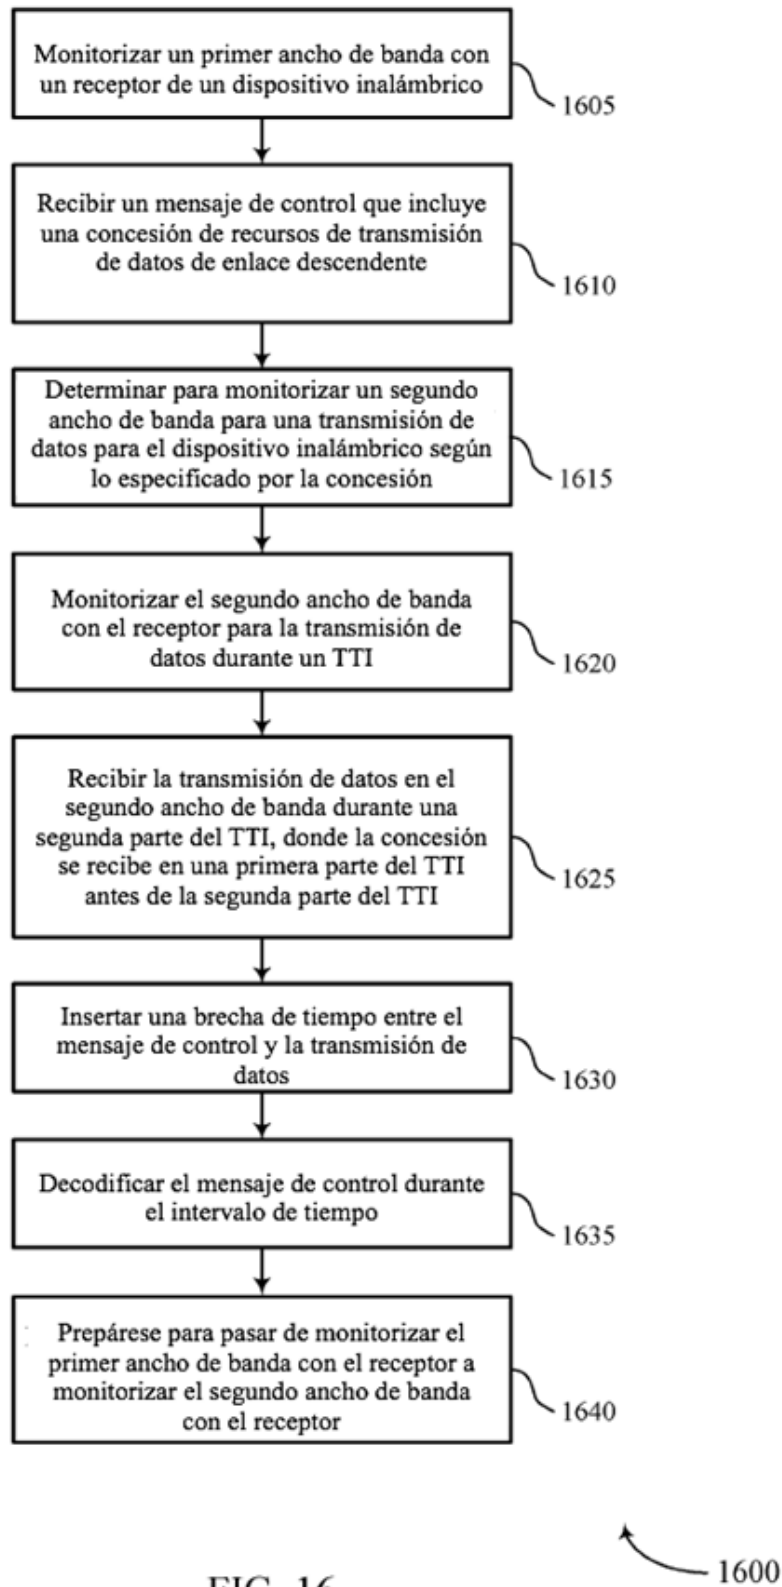 Monitorizar un primer ancho de banda con
un receptor de un dispositivo inalámbrico
1605
Recibir un mensaje de control que incluye
una concesión de recursos de transmisión
de datos de enlace descendente
1610
Determinar para monitorizar un segundo
ancho de banda para una transmisión de
datos para el dispositivo inalámbrico según
lo especificado por la concesión
1615
Monitorizar el segundo ancho de banda
con el receptor para la transmisión de
datos durante un TTI
1620
Recibir la transmisión de datos en el
segundo ancho de banda durante una
segunda parte del TTI, donde la concesión
se recibe en una primera parte del TTI
antes de la segunda parte del TTI
1625
Insertar una brecha de tiempo entre el
mensaje de control y la transmisión de
datos
1630
Decodificar el mensaje de control durante
el intervalo de tiempo
1635
Prepárese para pasar de monitorizar el
primer ancho de banda con el receptor a
monitorizar el segundo ancho de banda
con el receptor
1640
1600
FIG. 16